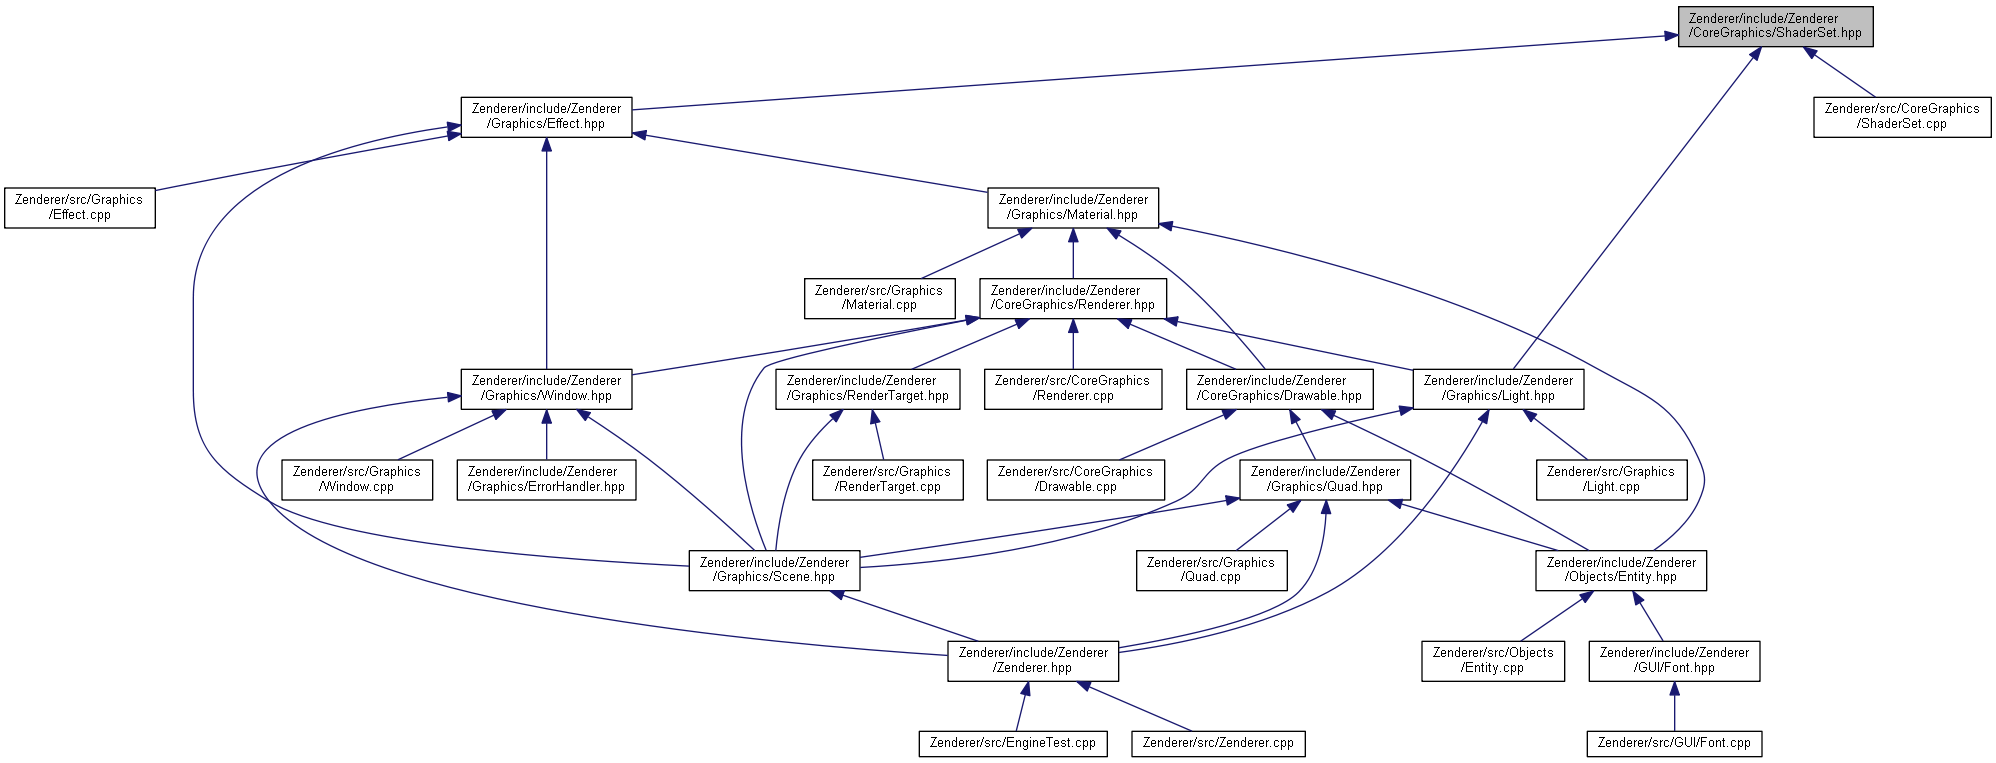 Zenderer/include/Zenderer
/CoreGraphics/ShaderSet.hpp
Zenderer/include/Zenderer
/Graphics/Effect.hpp
Zenderer/src/CoreGraphics
/ShaderSet.cpp
Zenderer/src/Graphics
/Effect.cpp
Zenderer/include/Zenderer
/Graphics/Material.hpp
Zenderer/src/Graphics
/Material.cpp
Zenderer/include/Zenderer
/CoreGraphics/Renderer.hpp
Zenderer/include/Zenderer
/Graphics/Window.hpp
Zenderer/include/Zenderer
/Graphics/RenderTarget.hpp
Zenderer/src/CoreGraphics
/Renderer.cpp
Zenderer/include/Zenderer
/CoreGraphics/Drawable.hpp
Zenderer/include/Zenderer
/Graphics/Light.hpp
Zenderer/src/Graphics
/Window.cpp
Zenderer/include/Zenderer
/Graphics/ErrorHandler.hpp
Zenderer/src/Graphics
/RenderTarget.cpp
Zenderer/src/CoreGraphics
/Drawable.cpp
Zenderer/include/Zenderer
/Graphics/Quad.hpp
Zenderer/src/Graphics
/Light.cpp
Zenderer/include/Zenderer
/Graphics/Scene.hpp
Zenderer/src/Graphics
/Quad.cpp
Zenderer/include/Zenderer
/Objects/Entity.hpp
Zenderer/include/Zenderer
/Zenderer.hpp
Zenderer/src/Objects
/Entity.cpp
Zenderer/include/Zenderer
/GUI/Font.hpp
Zenderer/src/EngineTest.cpp
Zenderer/src/Zenderer.cpp
Zenderer/src/GUI/Font.cpp